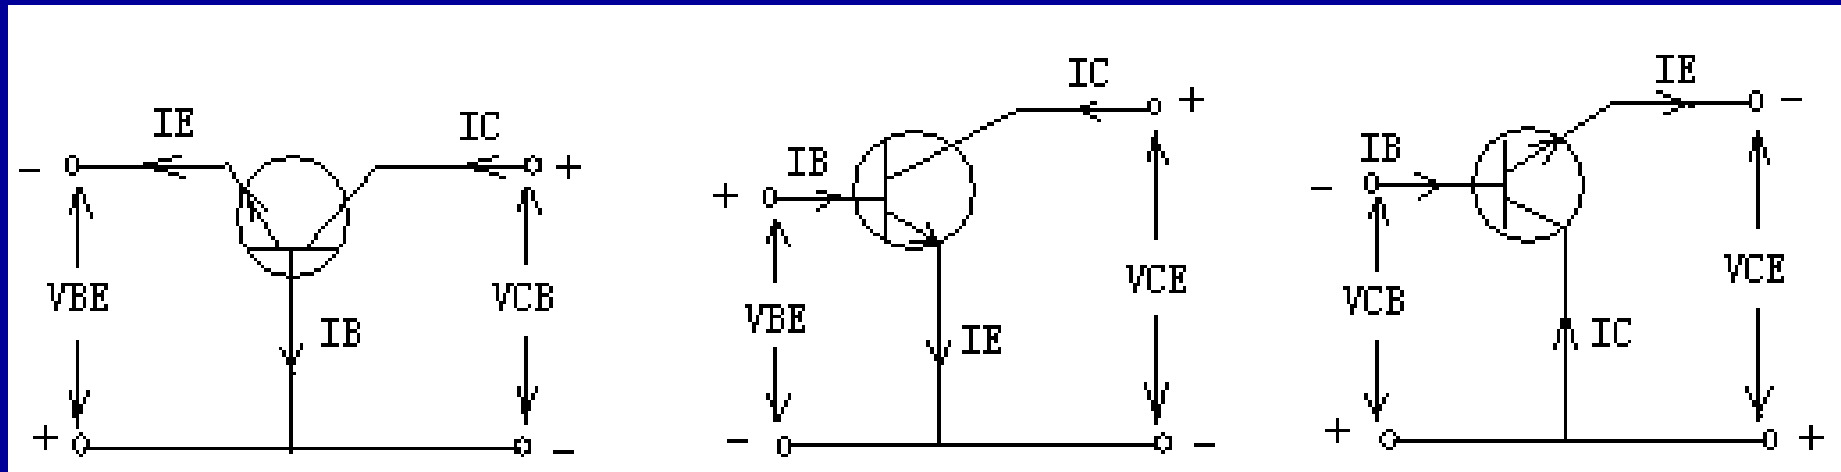 IE IC
- +
VBE VCB
IB
+ -
IC
+
IB
+
VCE
VBE
IE
- -
IE
-
IB
-
VCE
VCB
IC
+ +